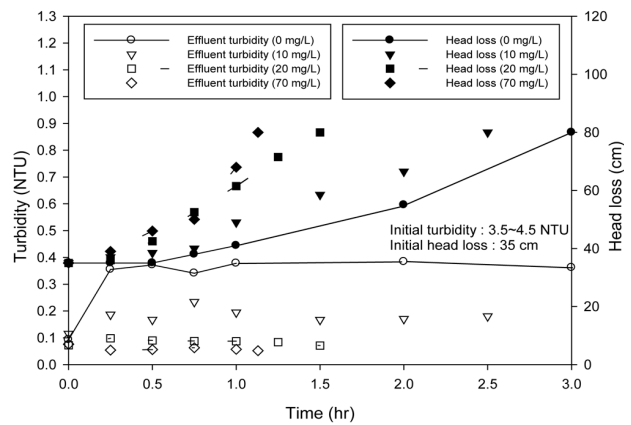 Effluent turbidity (0 mg/L)
Effluent turbidity (10 mg/L)
Effluent turbidity (20 mg/L)
Effluent turbidity (70 mg/L)
Head loss (0 mg/L)
Head loss (10 mg/L)
Head loss (20 mg/L)
Head loss (70 mg/L)
Turbidity (NTU)
1.3
1.2
1.1
1.0
0.9
0.8
0.7
0.6
0.5
0.4
0.3
0.2
0.1
0.0
Initial turbidity : 3.5~4.5 NTU
Initial head loss : 35 cm
120
100
80
60
40
20
0
Head loss (cm)
0.0 0.5 1.0 1.5 2.0 2.5 3.0
Time (hr)